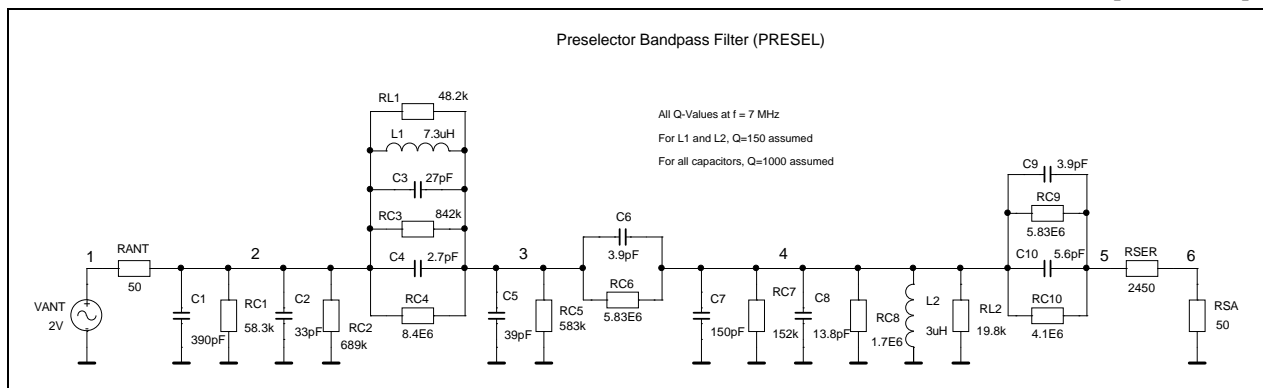 Preselector Bandpass Filter (PRESEL)
All Q-Values at f = 7 MHz
For L1 and L2, Q=150 assumed
For all capacitors, Q=1000 assumed
1
VANT
2V
RANT
50
2
C1
390pF
RC1
58.3k
C2
33pF
RC2
689k
RL1
48.2k
L1
7.3uH
C3
27pF
RC3
842k
C4
2.7pF
RC4
8.4E6
3
C5
39pF
RC5
583k
C6
3.9pF
RC6
5.83E6
4
C7
150pF
RC7
152k
C8
13.8pF
RC8
1.7E6
L2
3uH
RL2
19.8k
C9
3.9pF
RC9
5.83E6
C10
5.6pF
RC10
4.1E6
5
RSER
2450
6
RSA
50